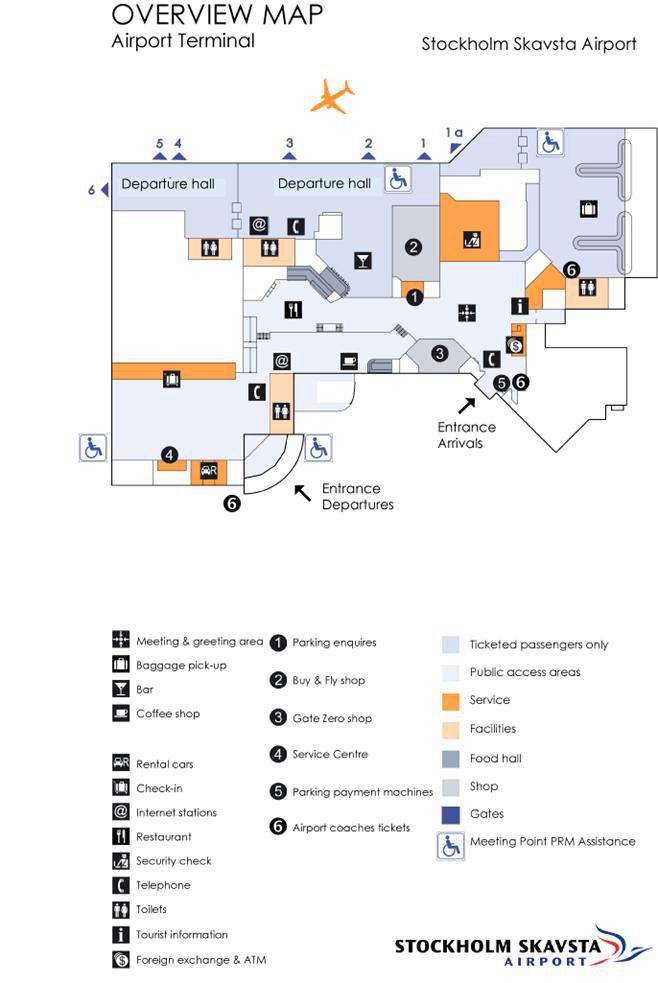 OVERVIEW MAP
Airport Terminal
Stockholm Skavsta Airport
1 a
5
4
3
2
1
6
Departure hall
Departure hall
@
2
1
6
i
$
@
3
5
6
4
R
6
Entrance
Arrivals
Entrance
Departures
Meeting & greeting area
Baggage pick-up
Bar
Coffee shop
R Rental cars
Check-in
@ Internet stations
Restaurant
Security check
Telephone
Toilets
i Tourist information
$ Foreign exchange & ATM
1 Parking enquires
2 Buy & Fly shop
3 Gate Zero shop
4 Service Centre
5 Parking payment machines
6 Airport coaches tickets
Ticketed passengers only
Public access areas
Service
Facilities
Food hall
Shop
Gates
Meeting Point PRM Assistance
STOCKHOLM SKAVSTA
AIRPORT